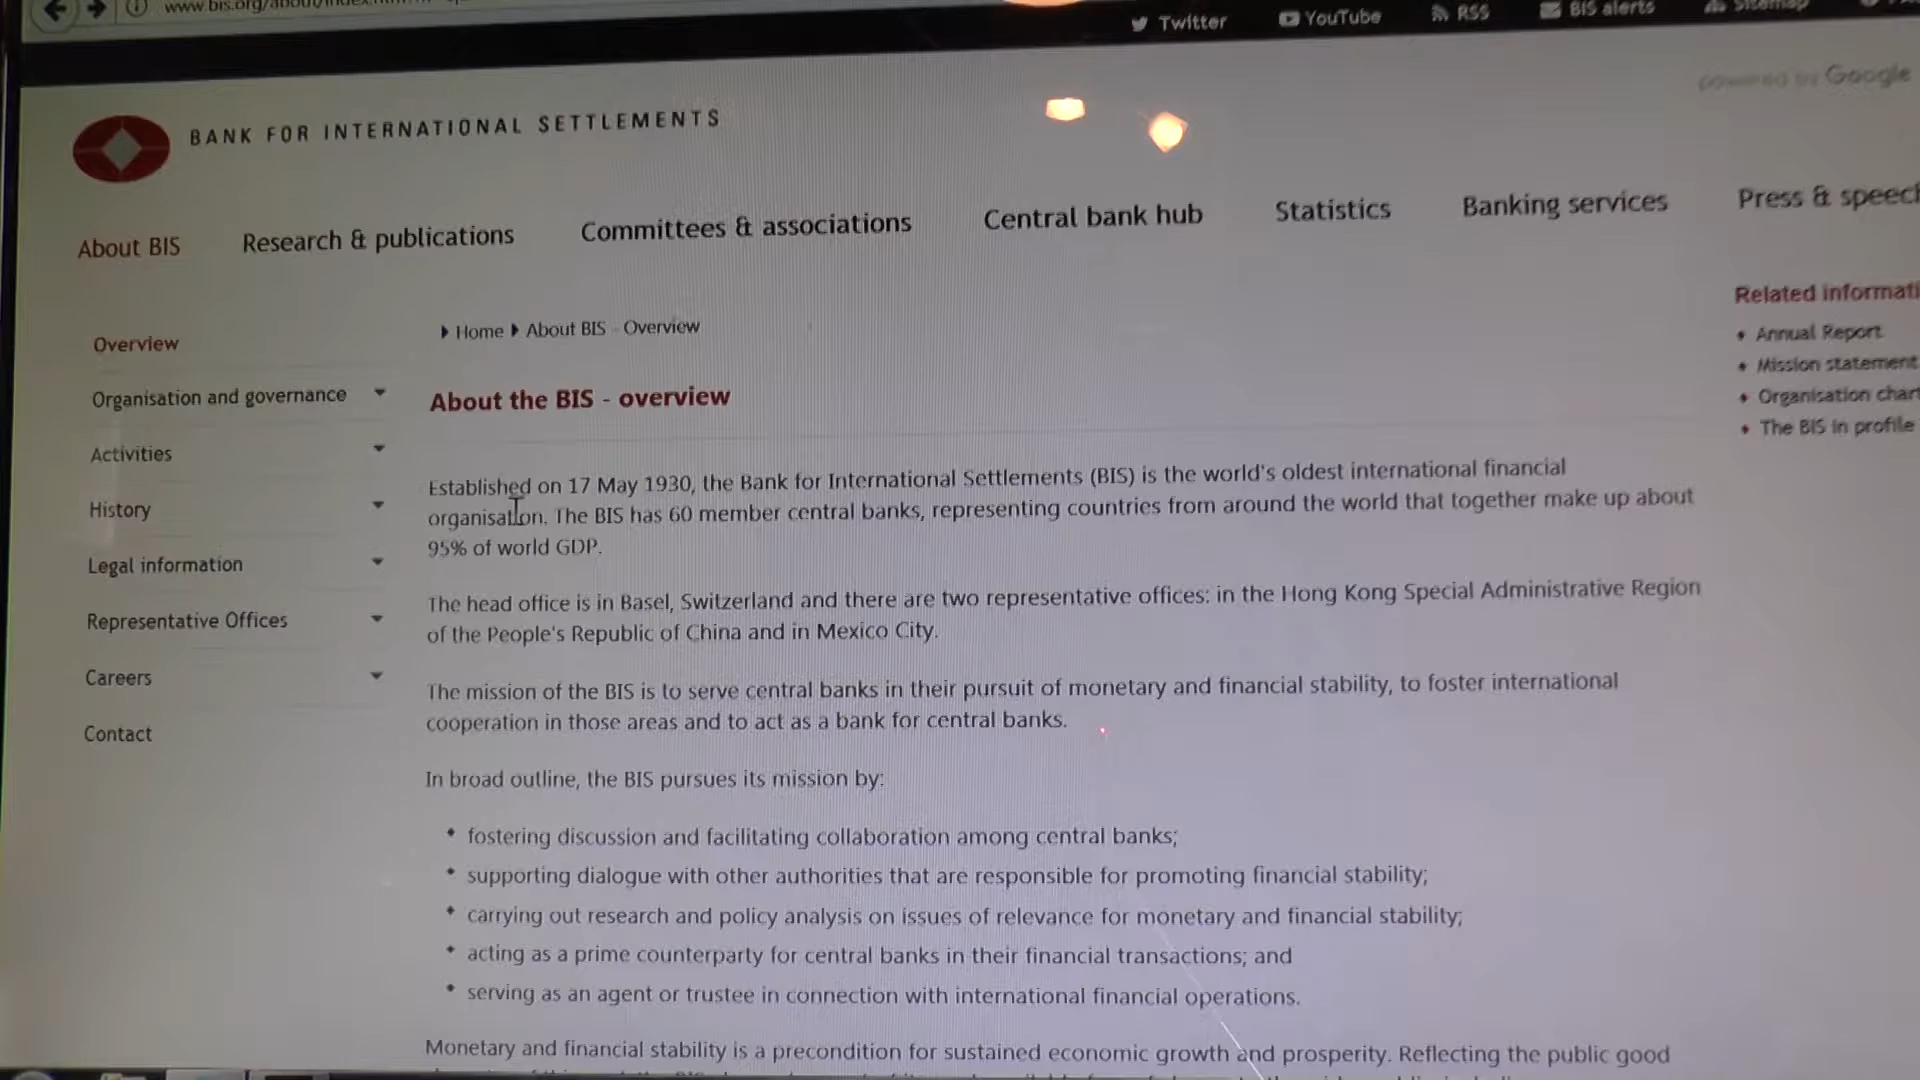 Twitter
YouTube
RSS
BIS alerts
Sitemap
powered by Google
BANK FOR INTERNATIONAL SETTLEMENTS
About BIS
Research & publications
Committees & associations
Central bank hub
Statistics
Banking services
Press & speech
Overview
Organisation and governance
Activities
History
Legal information
Representative Offices
Careers
Contact
Home About BIS - Overview
About the BIS - overview
Established on 17 May 1930, the Bank for International Settlements (BIS) is the world's oldest international financial
organisation. The BIS has 60 member central banks, representing countries from around the world that together make up about
95% of world GDP.
The head office is in Basel, Switzerland and there are two representative offices: in the Hong Kong Special Administrative Region
of the People's Republic of China and in Mexico City.
The mission of the BIS is to serve central banks in their pursuit of monetary and financial stability, to foster international
cooperation in those areas and to act as a bank for central banks.
In broad outline, the BIS pursues its mission by:
fostering discussion and facilitating collaboration among central banks;
supporting dialogue with other authorities that are responsible for promoting financial stability;
carrying out research and policy analysis on issues of relevance for monetary and financial stability;
acting as a prime counterparty for central banks in their financial transactions; and
serving as an agent or trustee in connection with international financial operations.
Monetary and financial stability is a precondition for sustained economic growth and prosperity. Reflecting the public good
Related informati
Annual Report
Mission statement
Organisation chart
The BIS in profile